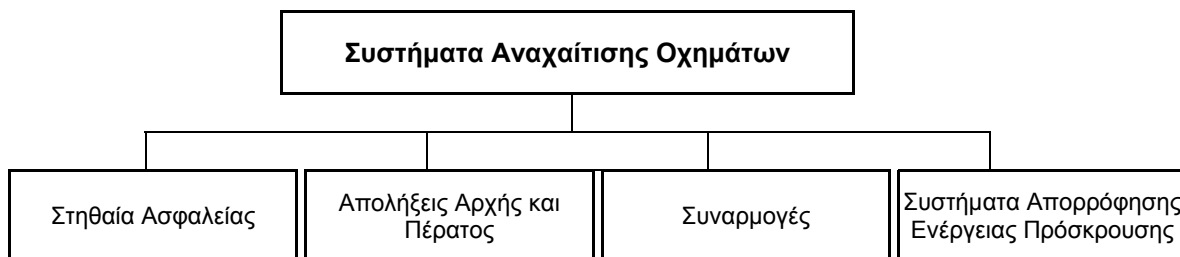 Συστήματα Αναχαίτισης Οχημάτων
Στηθαία Ασφαλείας
Απολήξεις Αρχής και
Πέρατος
Συναρμογές
Συστήματα Απορρόφησης
Ενέργειας Πρόσκρουσης